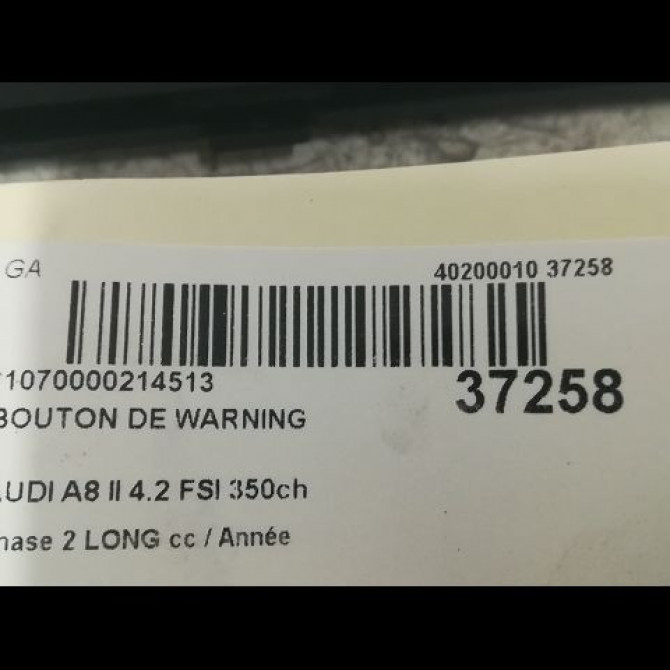 GA
40200010 37258
1070000214513
37258
BOUTON DE WARNING
UDI A8 II 4.2 FSI 350ch
hase 2 LONG cc / Année